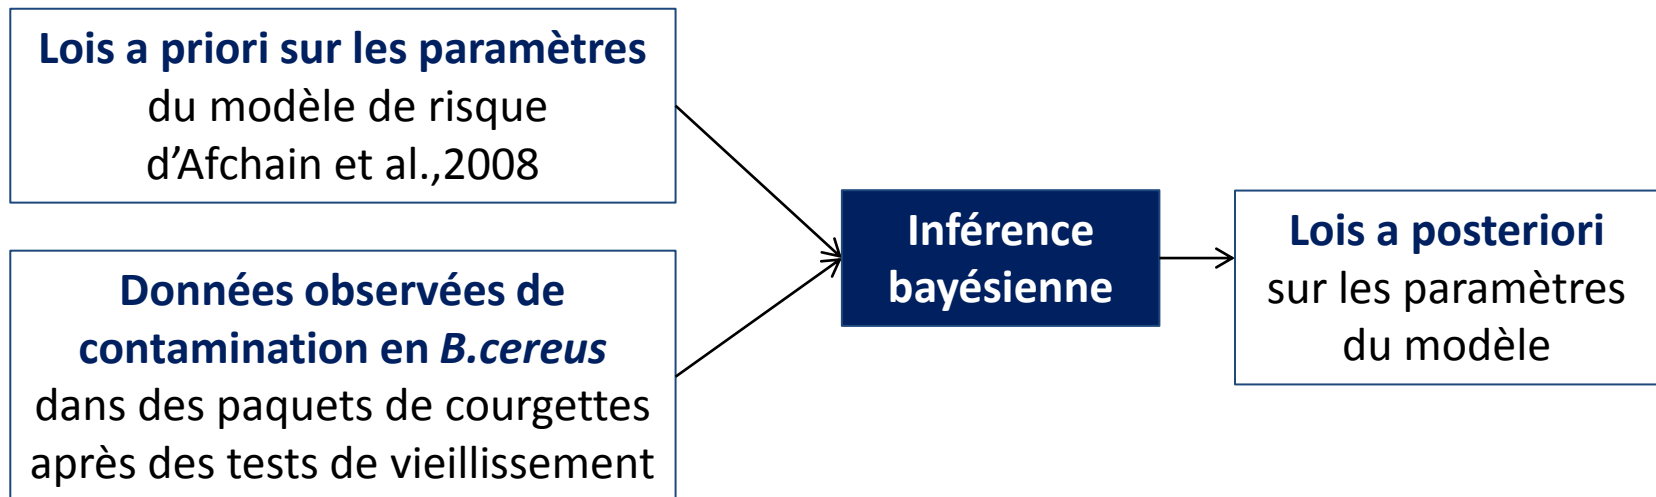 Lois a priori sur les paramètres
du modèle de risque
d’Afchain et al.,2008
Données observées de
contamination en B.cereus
dans des paquets de courgettes
après des tests de vieillissement
Inférence
bayésienne
Lois a posteriori
sur les paramètres
du modèle